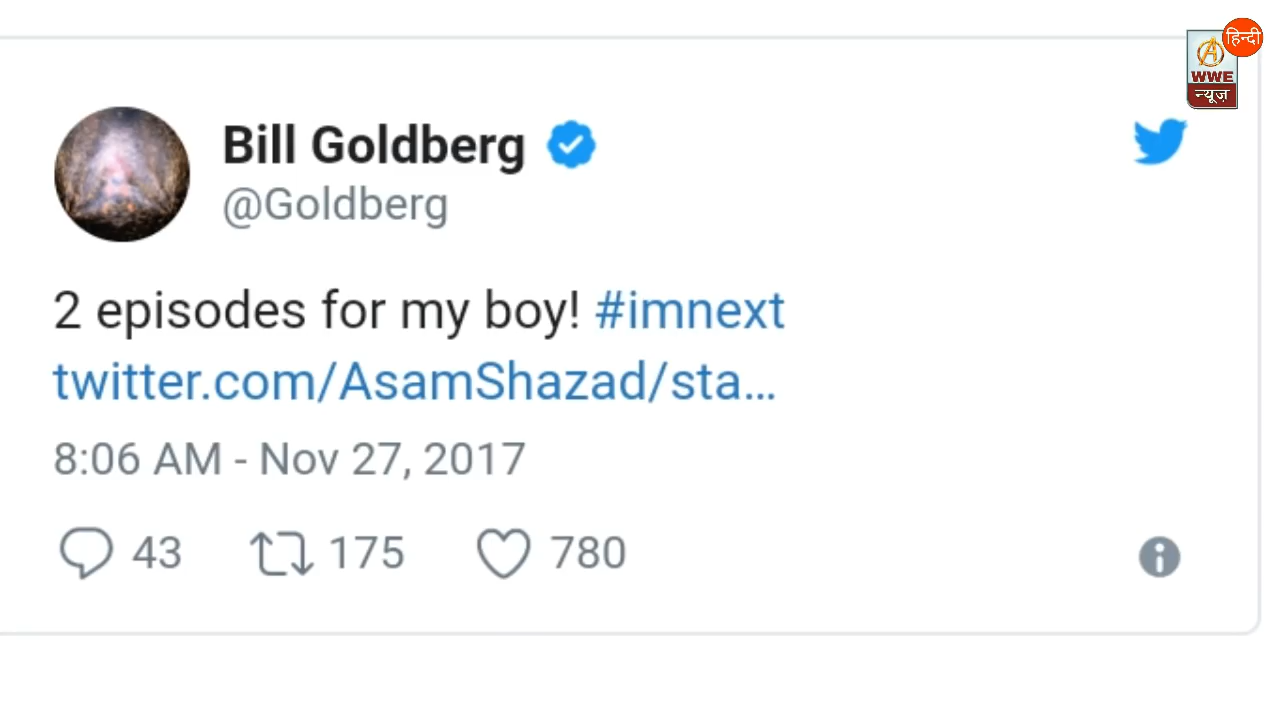 हिन्दी
WWE
न्यूज़
Bill Goldberg
@Goldberg
2 episodes for my boy! #imnext
twitter.com/AsamShazad/sta...
8:06 AM - Nov 27, 2017
43 175 780